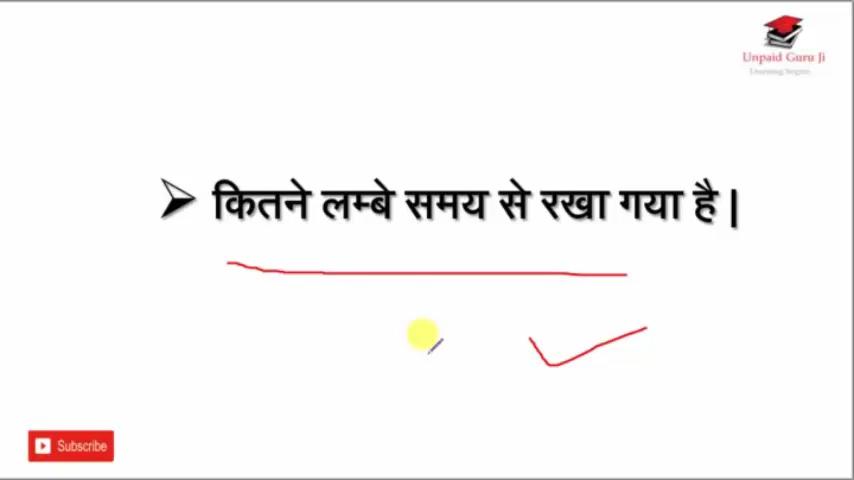 Unpaid Guru Ji
कितने लम्बे समय से रखा गया है |
Subscribe